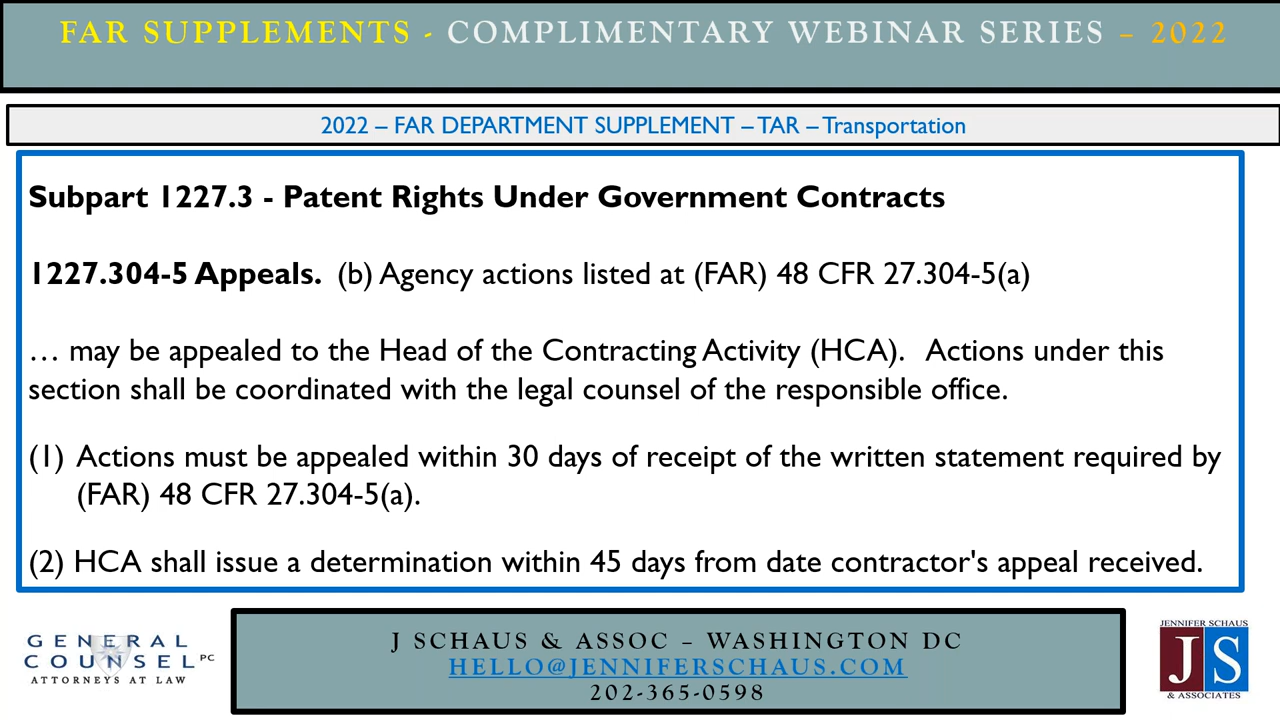 FAR SUPPLEMENTS - COMPLIMENTARY WEBINAR SERIES – 2022
2022 – FAR DEPARTMENT SUPPLEMENT – TAR – Transportation
Subpart 1227.3 - Patent Rights Under Government Contracts
1227.304-5 Appeals. (b) Agency actions listed at (FAR) 48 CFR 27.304-5(a)
… may be appealed to the Head of the Contracting Activity (HCA). Actions under this
section shall be coordinated with the legal counsel of the responsible office.
(1) Actions must be appealed within 30 days of receipt of the written statement required by
(FAR) 48 CFR 27.304-5(a).
(2) HCA shall issue a determination within 45 days from date contractor's appeal received.
GENERAL
COUNSEL PC
ATTORNEYS AT LAW
J SCHAUS & ASSOC – WASHINGTON DC
HELLO@JENNIFERSCHAUS.COM
202-365-0598
JENNIFER SCHAUS
JS
& ASSOCIATES